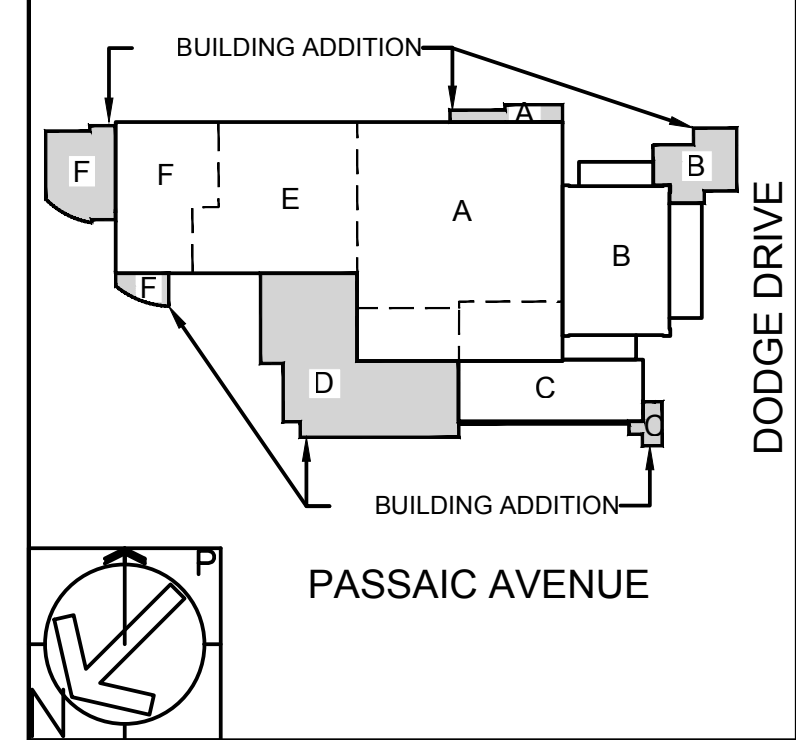 BUILDING ADDITION
A
F
F
E
A
B
B
F
D
C
C
BUILDING ADDITION
DODGE DRIVE
PASSAIC AVENUE
P
N